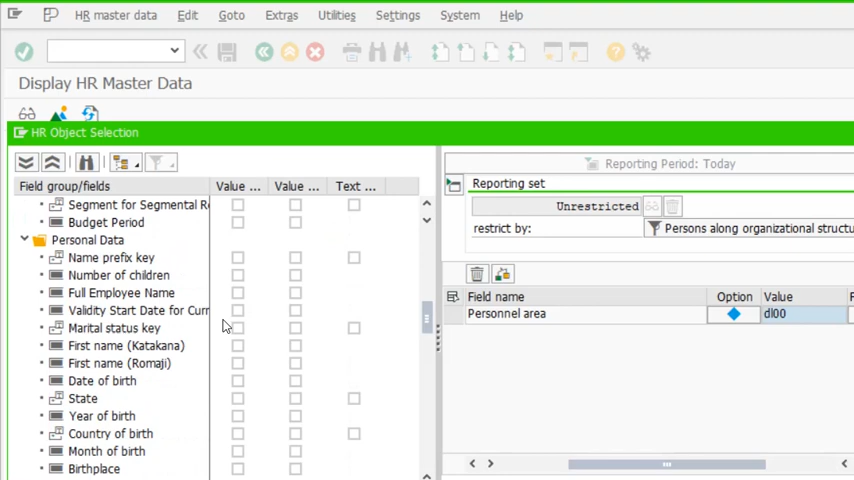 HR master data Edit Goto Extras Utilities Settings System Help
Display HR Master Data
HR Object Selection
Field group/fields Value ... Value ... Text ...
Segment for Segmental Re
Budget Period
Personal Data
Name prefix key
Number of children
Full Employee Name
Validity Start Date for Curr
Marital status key
First name (Katakana)
First name (Romaji)
Date of birth
State
Year of birth
Country of birth
Month of birth
Birthplace
Reporting Period: Today
Reporting set
Unrestricted
restrict by: Persons along organizational structu
Field name Option Value
Personnel area dl00